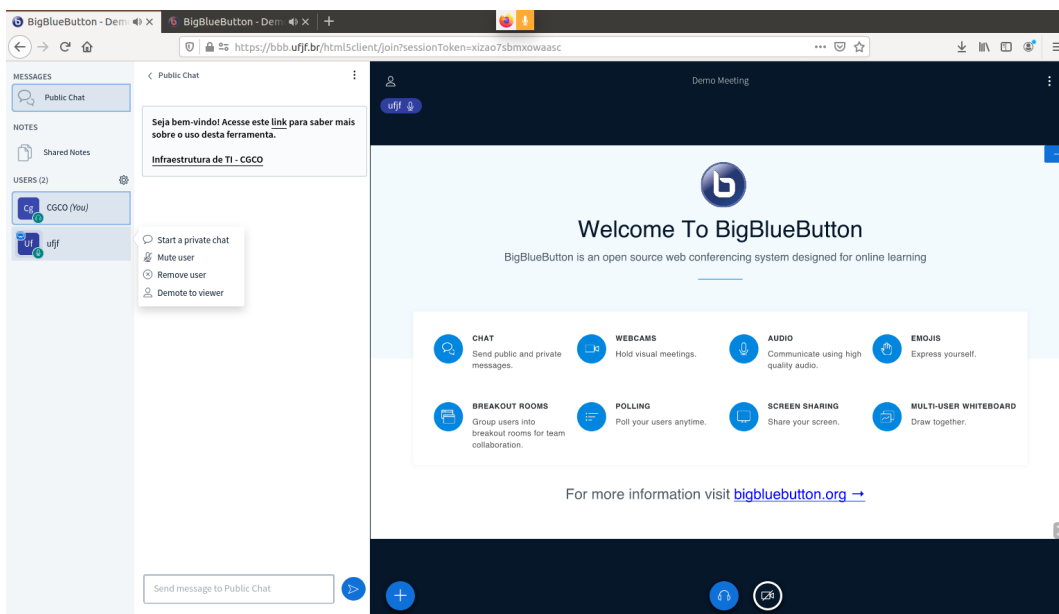 BigBlueButton - Dem
BigBlueButton - Dem
https://bbb.ufjf.br/html5client/join?sessionToken=xizao7sbmxowaasc
MESSAGES
Public Chat
NOTES
Shared Notes
USERS (2)
Cg
CGCO (You)
Uf
ufjf
Public Chat
Seja bem-vindo! Acesse este link para saber mais
sobre o uso desta ferramenta.
Infraestrutura de TI - CGCO
Start a private chat
Mute user
Remove user
Demote to viewer
Send message to Public Chat
Demo Meeting
ufjf
Welcome To BigBlueButton
BigBlueButton is an open source web conferencing system designed for online learning
CHAT
Send public and private
messages.
WEBCAMS
Hold visual meetings.
AUDIO
Communicate using high
quality audio.
EMOJIS
Express yourself.
BREAKOUT ROOMS
Group users into
breakout rooms for team
collaboration.
POLLING
Poll your users anytime.
SCREEN SHARING
Share your screen.
MULTI-USER WHITEBOARD
Draw together.
For more information visit bigbluebutton.org →